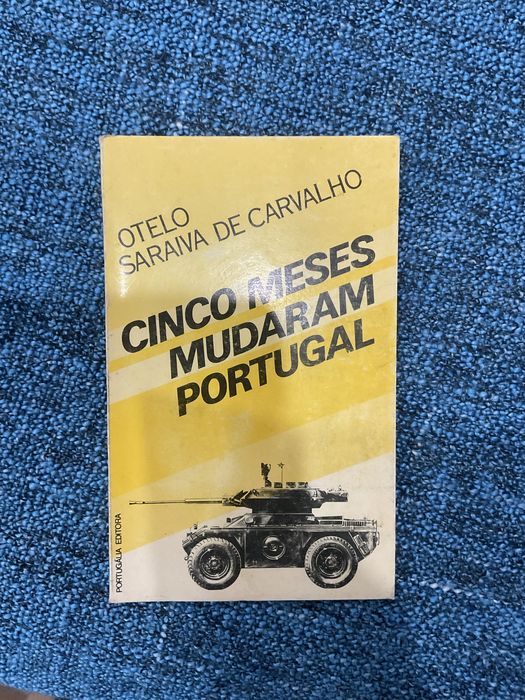 OTELO
SARAIVA DE CARVALHO
CINCO MESES
MUDARAM
PORTUGAL
PORTUGÁLIA EDITORA